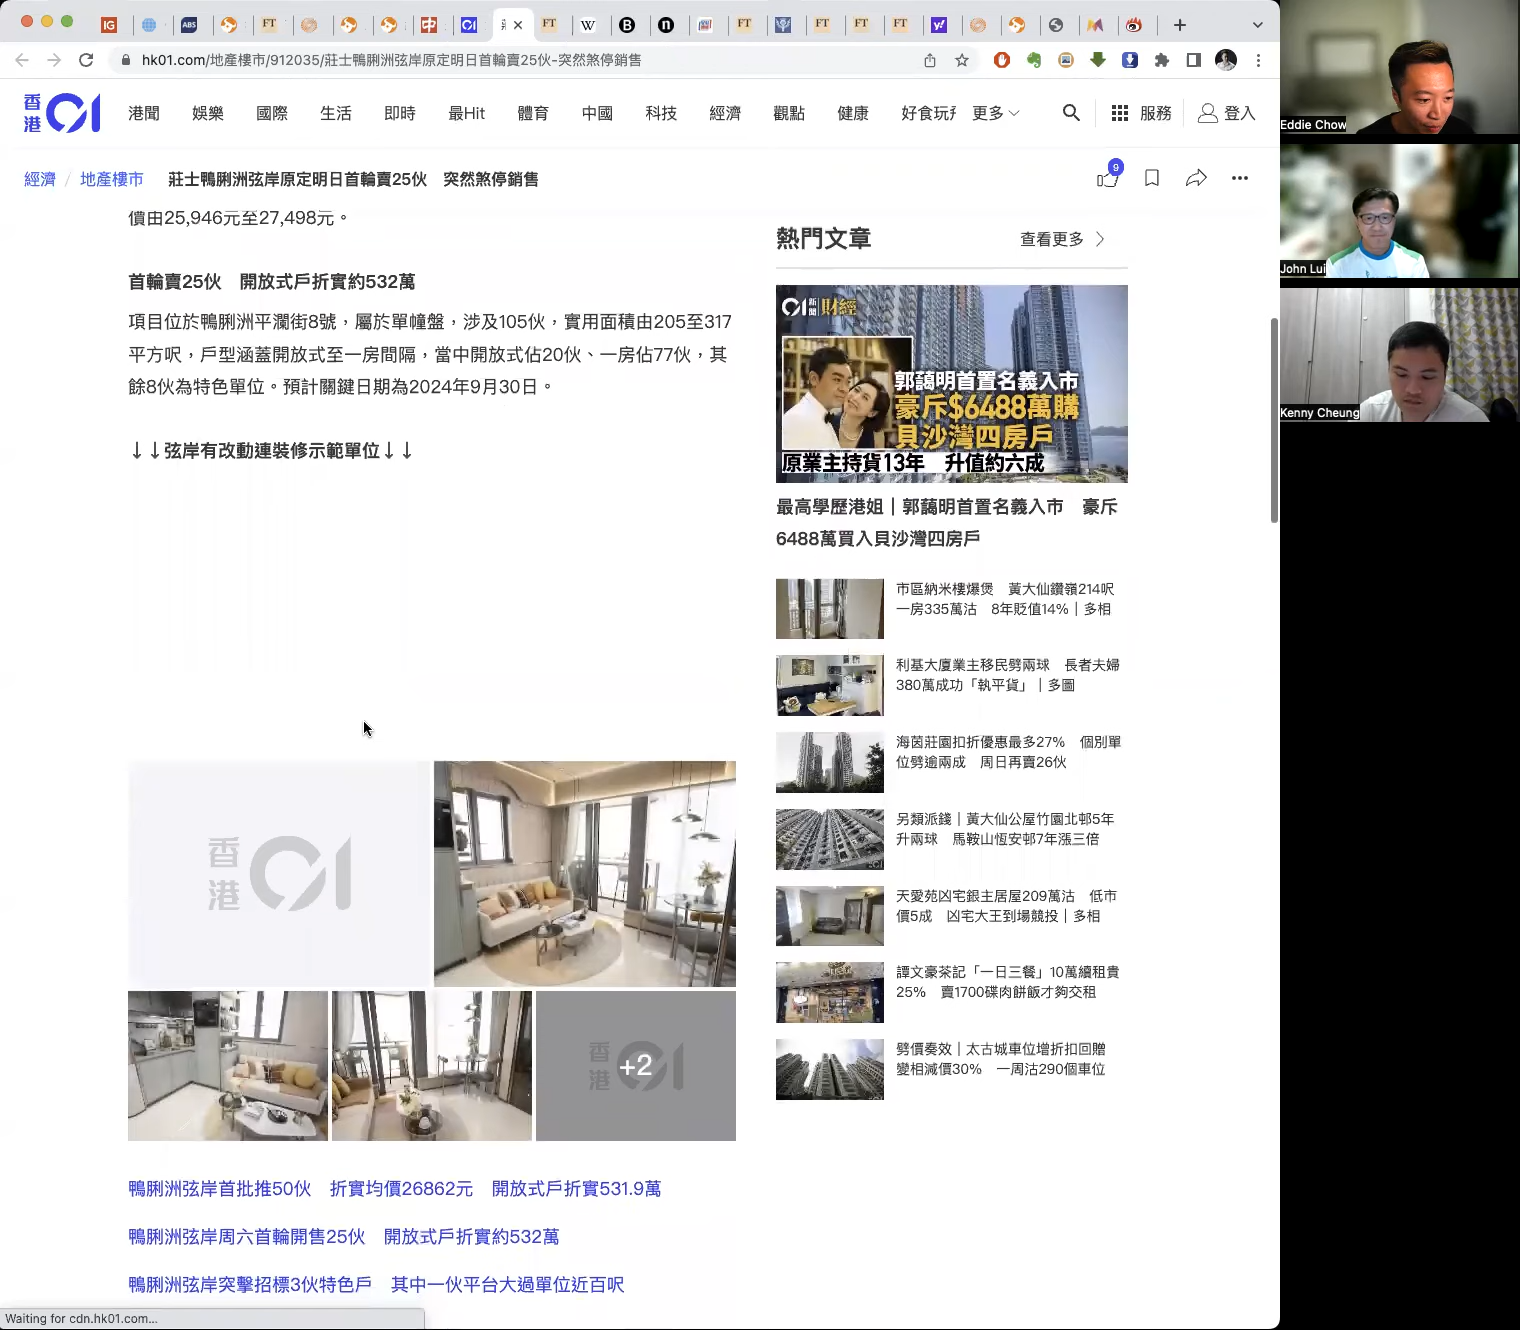 IG
ABS
FT
中
01
FT
W
B
n
FT
FT
FT
FT
y!
hk01.com/地產樓市/912035/莊士鴨脷洲弦岸原定明日首輪賣25伙-突然煞停銷售
香港01
港聞
娛樂
國際
生活
即時
最Hit
體育
中國
科技
經濟
觀點
健康
好食玩
更多
服務
登入
經濟 / 地產樓市 莊士鴨脷洲弦岸原定明日首輪賣25伙 突然煞停銷售
9
價由25,946元至27,498元。
首輪賣25伙 開放式戶折實約532萬
項目位於鴨脷洲平瀾街8號，屬於單幢盤，涉及105伙，實用面積由205至317
平方呎，戶型涵蓋開放式至一房間隔，當中開放式佔20伙、一房佔77伙，其
餘8伙為特色單位。預計關鍵日期為2024年9月30日。
↓↓弦岸有改動連裝修示範單位↓↓
香港01
香港01
+2
鴨脷洲弦岸首批推50伙 折實均價26862元 開放式戶折實531.9萬
鴨脷洲弦岸周六首輪開售25伙 開放式戶折實約532萬
鴨脷洲弦岸突擊招標3伙特色戶 其中一伙平台大過單位近百呎
Waiting for cdn.hk01.com...
熱門文章
查看更多
01新聞 財經
郭藹明首置名義入市
豪斥$6488萬購
貝沙灣四房戶
原業主持貨13年 升值約六成
最高學歷港姐｜郭藹明首置名義入市 豪斥
6488萬買入貝沙灣四房戶
市區納米樓爆煲 黃大仙鑽嶺214呎
一房335萬沽 8年貶值14%｜多相
利基大廈業主移民劈兩球 長者夫婦
380萬成功「執平貨」｜多圖
海茵莊園扣折優惠最多27% 個別單
位劈逾兩成 周日再賣26伙
另類派錢｜黃大仙公屋竹園北邨5年
升兩球 馬鞍山恆安邨7年漲三倍
天愛苑凶宅銀主居屋209萬沽 低市
價5成 凶宅大王到場競投｜多相
譚文豪茶記「一日三餐」10萬續租貴
25% 賣1700碟肉餅飯才夠交租
劈價奏效｜太古城車位增折扣回贈
變相減價30% 一周沽290個車位
Eddie Chow
John Lui
Kenny Cheung